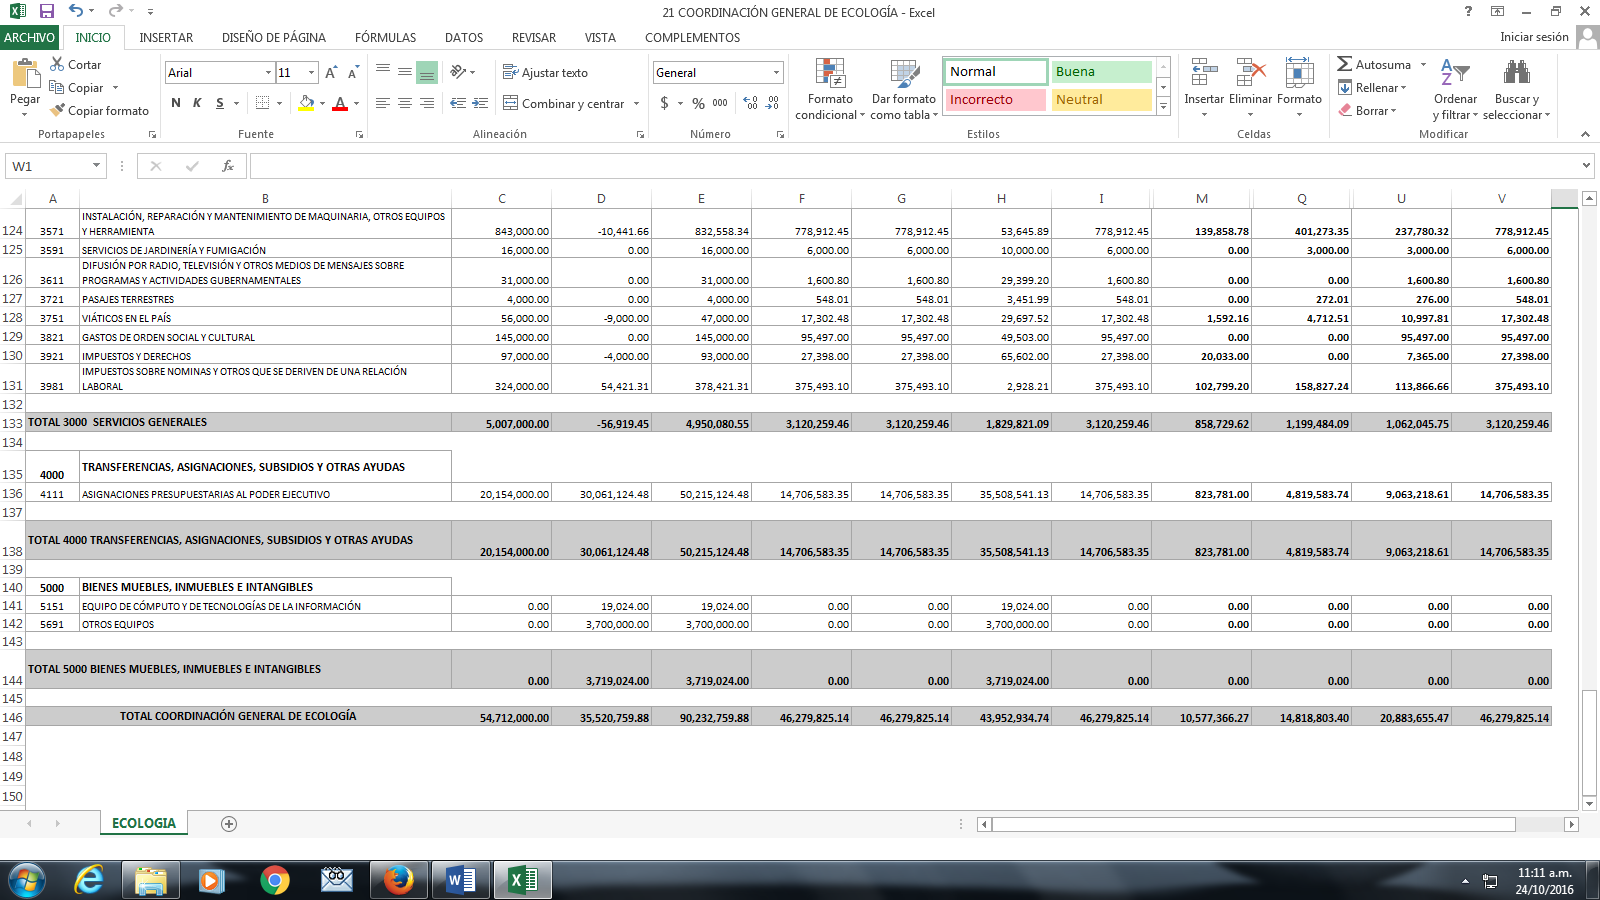 21 COORDINACIÓN GENERAL DE ECOLOGÍA - Excel
ARCHIVO INICIO INSERTAR DISEÑO DE PÁGINA FÓRMULAS DATOS REVISAR VISTA COMPLEMENTOS Iniciar sesión
Pegar Cortar Copiar Copiar formato
Arial 11
N K S
Ajustar texto
Combinar y centrar
General
$ % 000
Formato condicional Dar formato como tabla
Normal Buena
Incorrecto Neutral
Insertar Eliminar Formato
Autosuma
Rellenar
Borrar
Ordenar y filtrar Buscar y seleccionar
Portapapeles Fuente Alineación Número Estilos Celdas Modificar
W1 fx
A B C D E F G H I M Q U V
INSTALACIÓN, REPARACIÓN Y MANTENIMIENTO DE MAQUINARIA, OTROS EQUIPOS
124 3571 Y HERRAMIENTA 843,000.00 -10,441.66 832,558.34 778,912.45 778,912.45 53,645.89 778,912.45 139,858.78 401,273.35 237,780.32 778,912.45
125 3591 SERVICIOS DE JARDINERÍA Y FUMIGACIÓN 16,000.00 0.00 16,000.00 6,000.00 6,000.00 10,000.00 6,000.00 0.00 3,000.00 3,000.00 6,000.00
DIFUSIÓN POR RADIO, TELEVISIÓN Y OTROS MEDIOS DE MENSAJES SOBRE
126 3611 PROGRAMAS Y ACTIVIDADES GUBERNAMENTALES 31,000.00 0.00 31,000.00 1,600.80 1,600.80 29,399.20 1,600.80 0.00 0.00 1,600.80 1,600.80
127 3721 PASAJES TERRESTRES 4,000.00 0.00 4,000.00 548.01 548.01 3,451.99 548.01 0.00 272.01 276.00 548.01
128 3751 VIÁTICOS EN EL PAÍS 56,000.00 -9,000.00 47,000.00 17,302.48 17,302.48 29,697.52 17,302.48 1,592.16 4,712.51 10,997.81 17,302.48
129 3821 GASTOS DE ORDEN SOCIAL Y CULTURAL 145,000.00 0.00 145,000.00 95,497.00 95,497.00 49,503.00 95,497.00 0.00 0.00 95,497.00 95,497.00
130 3921 IMPUESTOS Y DERECHOS 97,000.00 -4,000.00 93,000.00 27,398.00 27,398.00 65,602.00 27,398.00 20,033.00 0.00 7,365.00 27,398.00
IMPUESTOS SOBRE NOMINAS Y OTROS QUE SE DERIVEN DE UNA RELACIÓN
131 3981 LABORAL 324,000.00 54,421.31 378,421.31 375,493.10 375,493.10 2,928.21 375,493.10 102,799.20 158,827.24 113,866.66 375,493.10
132
133 TOTAL 3000 SERVICIOS GENERALES 5,007,000.00 -56,919.45 4,950,080.55 3,120,259.46 3,120,259.46 1,829,821.09 3,120,259.46 858,729.62 1,199,484.09 1,062,045.75 3,120,259.46
134
135 4000 TRANSFERENCIAS, ASIGNACIONES, SUBSIDIOS Y OTRAS AYUDAS
136 4111 ASIGNACIONES PRESUPUESTARIAS AL PODER EJECUTIVO 20,154,000.00 30,061,124.48 50,215,124.48 14,706,583.35 14,706,583.35 35,508,541.13 14,706,583.35 823,781.00 4,819,583.74 9,063,218.61 14,706,583.35
137
138 TOTAL 4000 TRANSFERENCIAS, ASIGNACIONES, SUBSIDIOS Y OTRAS AYUDAS 20,154,000.00 30,061,124.48 50,215,124.48 14,706,583.35 14,706,583.35 35,508,541.13 14,706,583.35 823,781.00 4,819,583.74 9,063,218.61 14,706,583.35
139
140 5000 BIENES MUEBLES, INMUEBLES E INTANGIBLES
141 5151 EQUIPO DE CÓMPUTO Y DE TECNOLOGÍAS DE LA INFORMACIÓN 0.00 19,024.00 19,024.00 0.00 0.00 19,024.00 0.00 0.00 0.00 0.00 0.00
142 5691 OTROS EQUIPOS 0.00 3,700,000.00 3,700,000.00 0.00 0.00 3,700,000.00 0.00 0.00 0.00 0.00 0.00
143
144 TOTAL 5000 BIENES MUEBLES, INMUEBLES E INTANGIBLES 0.00 3,719,024.00 3,719,024.00 0.00 0.00 3,719,024.00 0.00 0.00 0.00 0.00 0.00
145
146 TOTAL COORDINACIÓN GENERAL DE ECOLOGÍA 54,712,000.00 35,520,759.88 90,232,759.88 46,279,825.14 46,279,825.14 43,952,934.74 46,279,825.14 10,577,366.27 14,818,803.40 20,883,655.47 46,279,825.14
147
148
149
150
ECOLOGIA
11:11 a.m.
24/10/2016